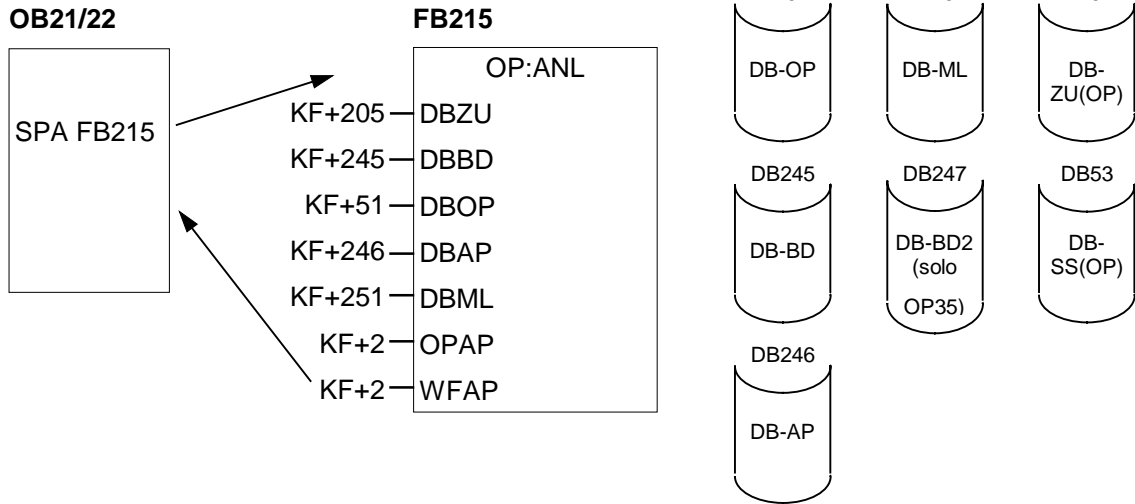 OB21/22
SPA FB215
FB215
OP:ANL
KF+205 DBZU
KF+245 DBBD
KF+51 DBOP
KF+246 DBAP
KF+251 DBML
KF+2 OPAP
KF+2 WFAP
DB-OP
DB-ML
DB-
ZU(OP)
DB245
DB-BD
DB247
DB-BD2
(solo
OP35)
DB53
DB-
SS(OP)
DB246
DB-AP